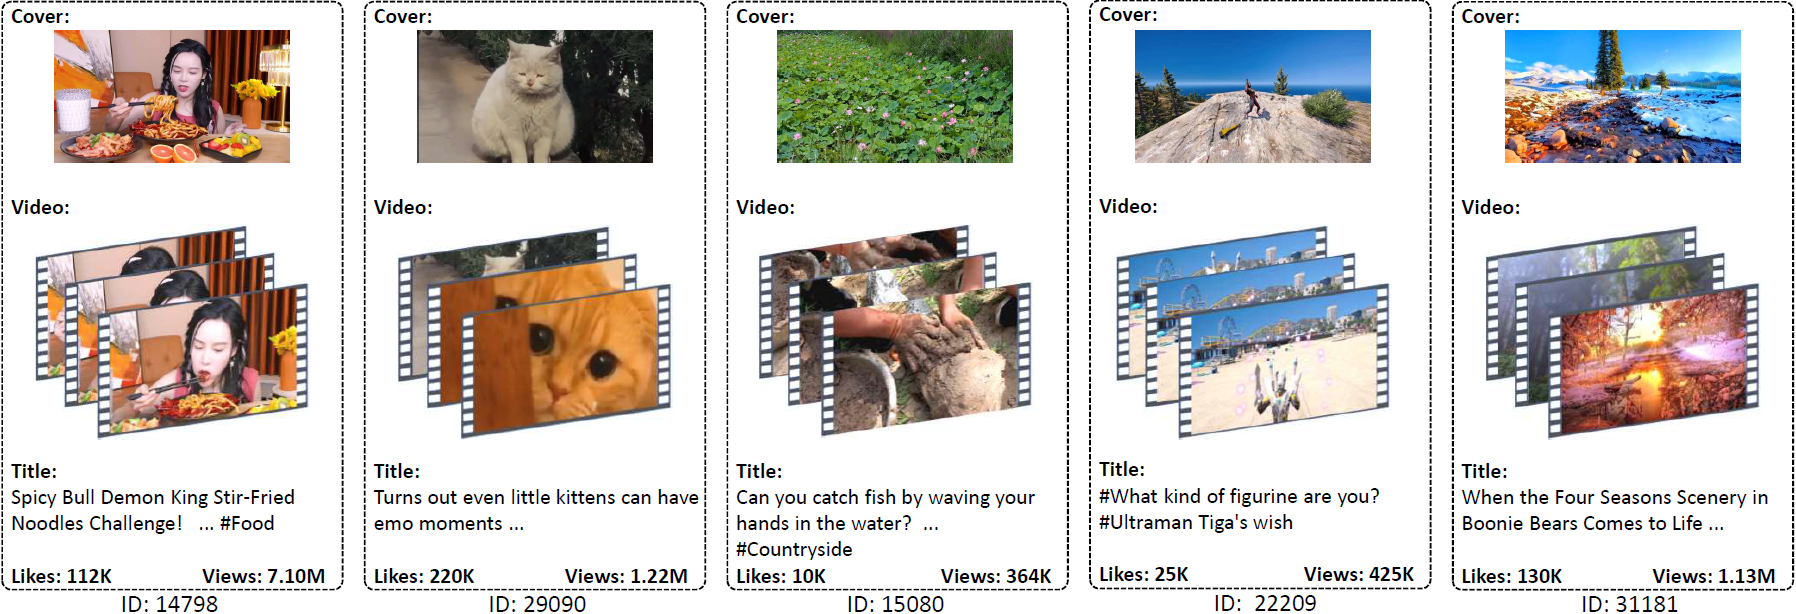 Cover:
Video:
Title:
Spicy Bull Demon King Stir-Fried
Noodles Challenge!   ... #Food
Likes: 112K Views: 7.10M
ID: 14798
Cover:
Video:
Title:
Turns out even little kittens can have
emo moments ...
Likes: 220K Views: 1.22M
ID: 29090
Cover:
Video:
Title:
Can you catch fish by waving your
hands in the water?  ...
#Countryside
Likes: 10K Views: 364K
ID: 15080
Cover:
Video:
Title:
#What kind of figurine are you?
#Ultraman Tiga's wish
Likes: 25K Views: 425K
ID:  22209
Cover:
Video:
Title:
When the Four Seasons Scenery in
Boonie Bears Comes to Life ...
Likes: 130K Views: 1.13M
ID: 31181